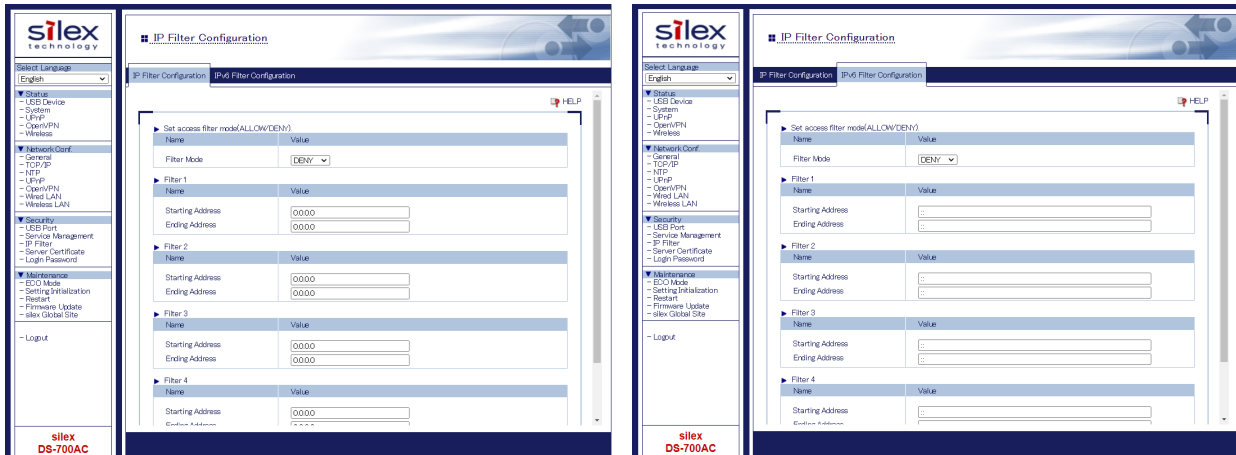 silex
technology
Select Language
English
▼ Status
- USB Device
- System
- UPnP
- OpenVPN
- Wireless
▼ Network Conf.
- General
- TCP/IP
- NTP
- UPnP
- OpenVPN
- Wired LAN
- Wireless LAN
▼ Security
- USB Port
- Service Management
- IP Filter
- Server Certificate
- Login Password
▼ Maintenance
- ECO Mode
- Setting Initialization
- Restart
- Firmware Update
- silex Global Site
- Logout
silex
DS-700AC
IP Filter Configuration
IP Filter Configuration IPv6 Filter Configuration
HELP
Set access filter mode(ALLOW/DENY).
Name Value
Filter Mode DENY
Filter 1
Name Value
Starting Address 0.0.0.0
Ending Address 0.0.0.0
Filter 2
Name Value
Starting Address 0.0.0.0
Ending Address 0.0.0.0
Filter 3
Name Value
Starting Address 0.0.0.0
Ending Address 0.0.0.0
Filter 4
Name Value
Starting Address 0.0.0.0
Ending Address
silex
technology
Select Language
English
▼ Status
- USB Device
- System
- UPnP
- OpenVPN
- Wireless
▼ Network Conf.
- General
- TCP/IP
- NTP
- UPnP
- OpenVPN
- Wired LAN
- Wireless LAN
▼ Security
- USB Port
- Service Management
- IP Filter
- Server Certificate
- Login Password
▼ Maintenance
- ECO Mode
- Setting Initialization
- Restart
- Firmware Update
- silex Global Site
- Logout
silex
DS-700AC
IP Filter Configuration
IP Filter Configuration IPv6 Filter Configuration
HELP
Set access filter mode(ALLOW/DENY).
Name Value
Filter Mode DENY
Filter 1
Name Value
Starting Address ::
Ending Address ::
Filter 2
Name Value
Starting Address ::
Ending Address ::
Filter 3
Name Value
Starting Address ::
Ending Address ::
Filter 4
Name Value
Starting Address ::
Ending Address